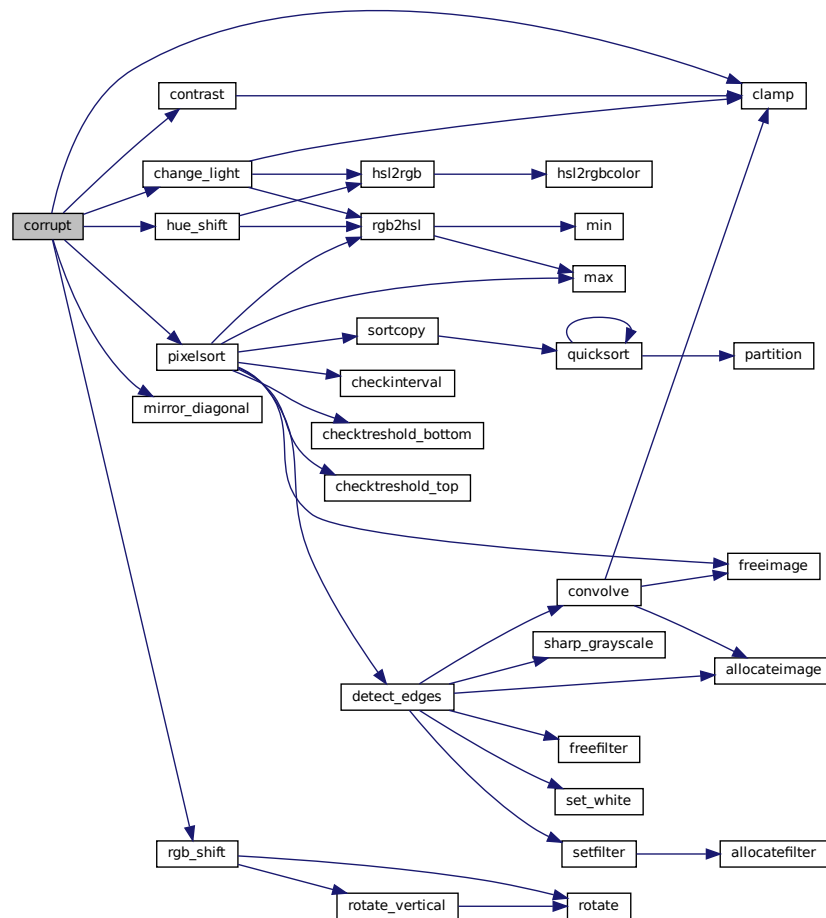 clamp
contrast
change_light
hsl2rgb
hsl2rgbcolor
corrupt
hue_shift
rgb2hsl
min
max
sortcopy
pixelsort
quicksort
partition
checkinterval
mirror_diagonal
checktreshold_bottom
checktreshold_top
freeimage
convolve
sharp_grayscale
allocateimage
detect_edges
freefilter
set_white
rgb_shift
setfilter
allocatefilter
rotate_vertical
rotate